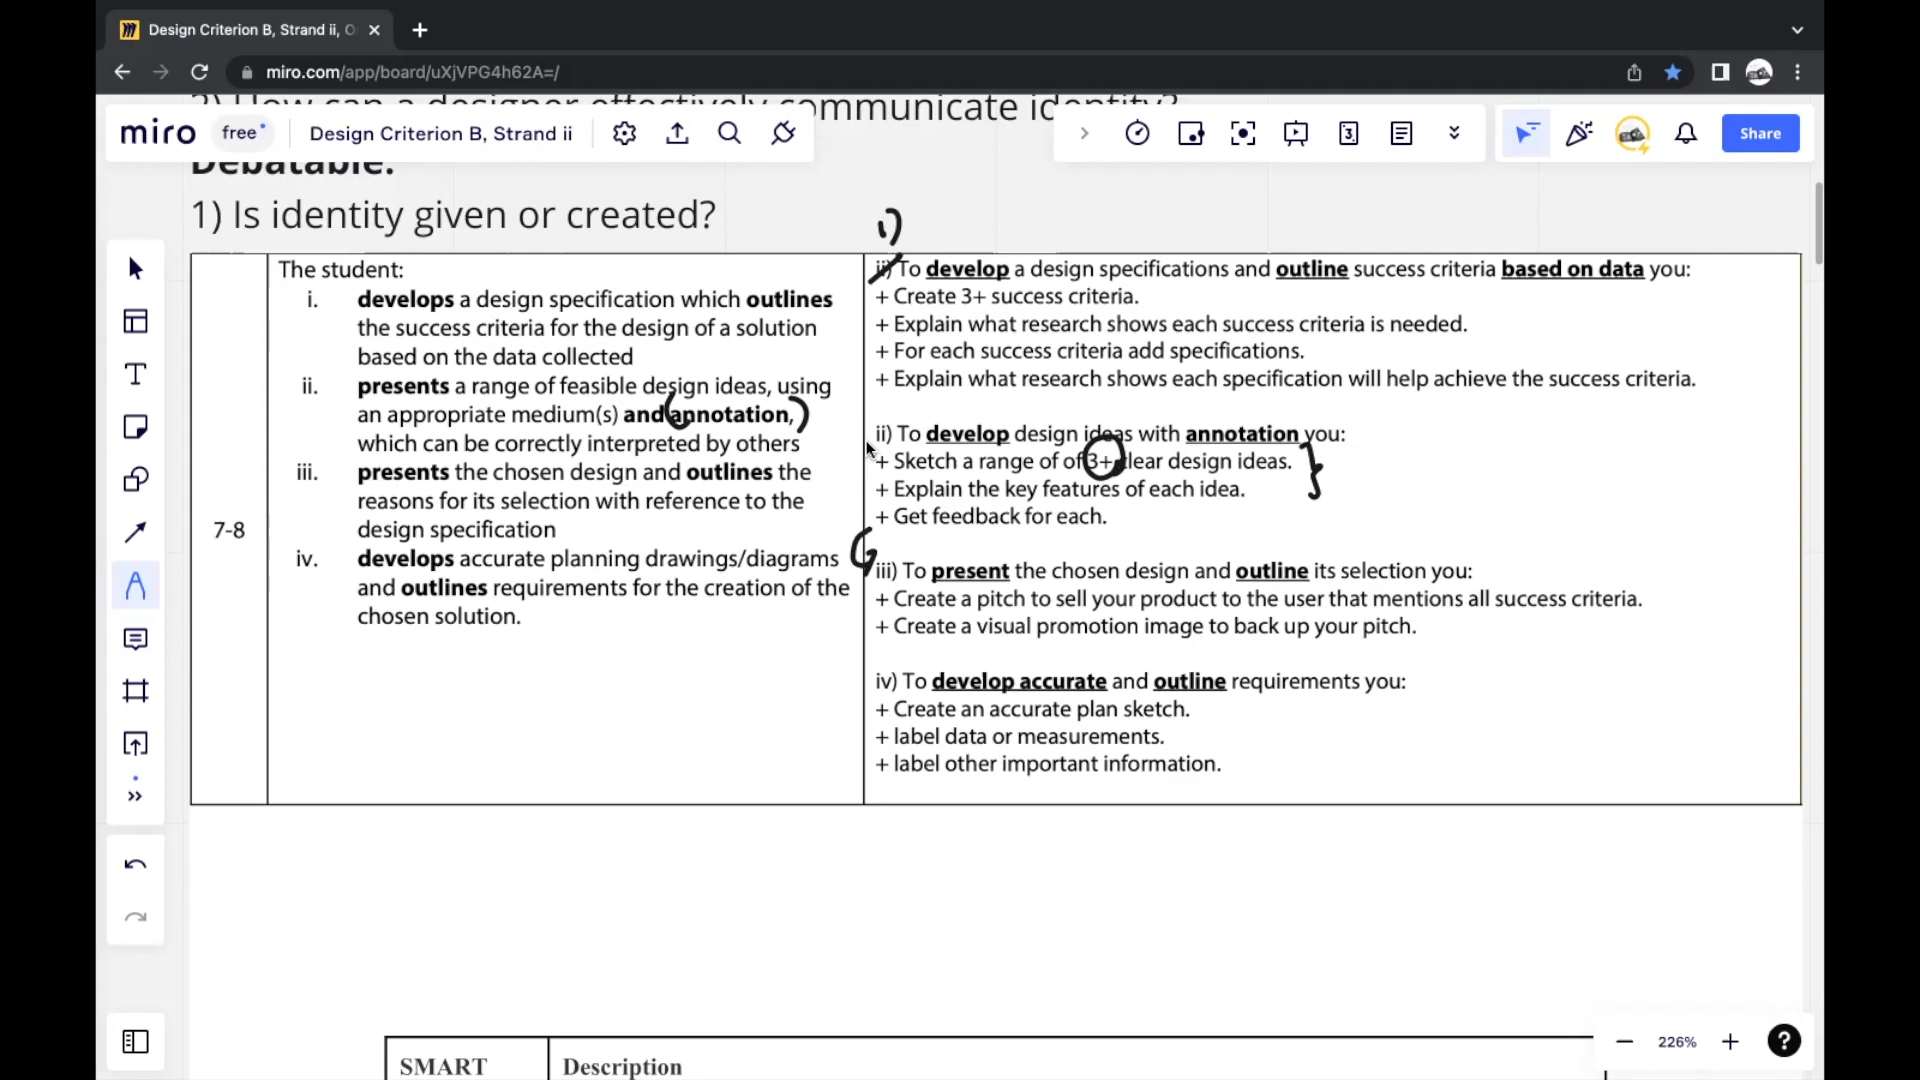 Design Criterion B, Strand ii, O
miro.com/app/board/uXjVPG4h62A=/
2) How can a designer effectively communicate identity?
miro free Design Criterion B, Strand ii
3
Share
Debatable:
1) Is identity given or created?
i)
7-8
The student:
i. develops a design specification which outlines
the success criteria for the design of a solution
based on the data collected
ii. presents a range of feasible design ideas, using
an appropriate medium(s) and annotation,
which can be correctly interpreted by others
iii. presents the chosen design and outlines the
reasons for its selection with reference to the
design specification
iv. develops accurate planning drawings/diagrams
and outlines requirements for the creation of the
chosen solution.
ii) To develop a design specifications and outline success criteria based on data you:
+ Create 3+ success criteria.
+ Explain what research shows each success criteria is needed.
+ For each success criteria add specifications.
+ Explain what research shows each specification will help achieve the success criteria.
ii) To develop design ideas with annotation you:
+ Sketch a range of of 3+ clear design ideas.
+ Explain the key features of each idea.
+ Get feedback for each.
iii) To present the chosen design and outline its selection you:
+ Create a pitch to sell your product to the user that mentions all success criteria.
+ Create a visual promotion image to back up your pitch.
iv) To develop accurate and outline requirements you:
+ Create an accurate plan sketch.
+ label data or measurements.
+ label other important information.
SMART Description
226%